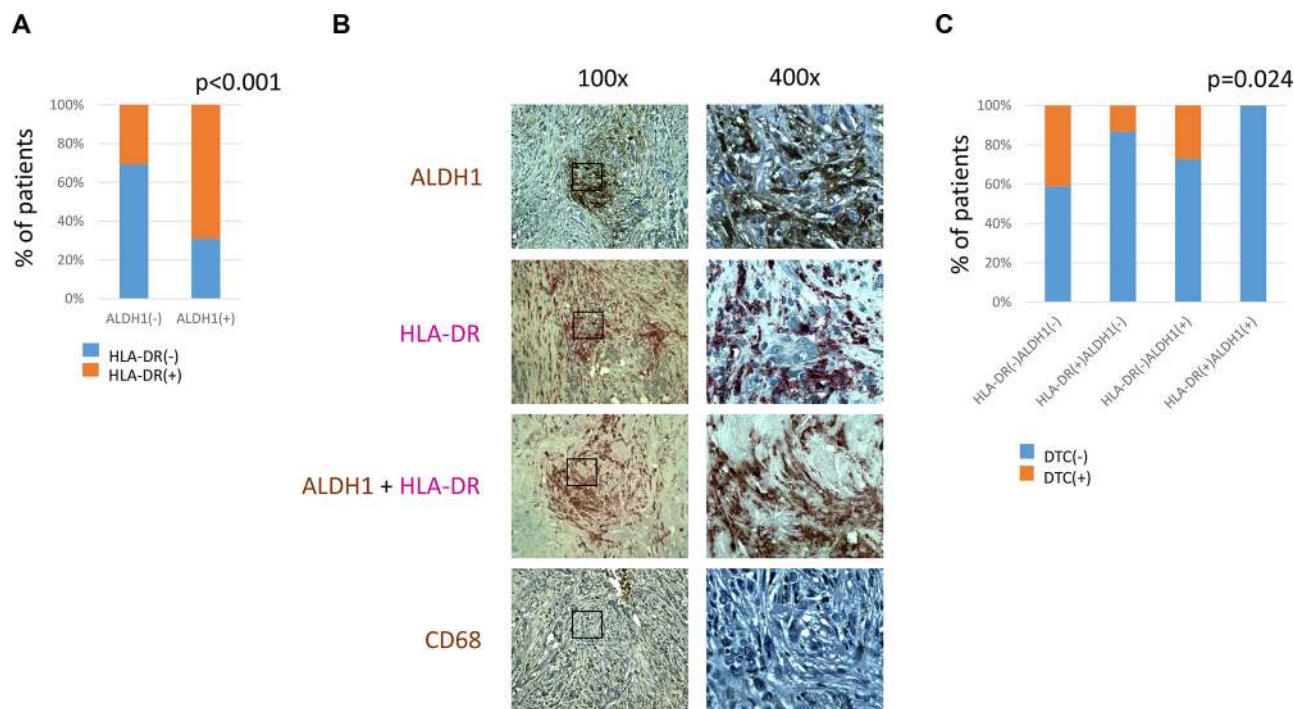 A
p<0.001
% of patients
100%
80%
60%
40%
20%
0%
ALDH1(-) ALDH1(+)
HLA-DR(-)
HLA-DR(+)
B
100x 400x
ALDH1
HLA-DR
ALDH1 + HLA-DR
CD68
C
p=0.024
% of patients
100%
80%
60%
40%
20%
0%
HLA-DR(-)ALDH1(-)
HLA-DR(+)ALDH1(-)
HLA-DR(-)ALDH1(+)
HLA-DR(+)ALDH1(+)
DTC(-)
DTC(+)